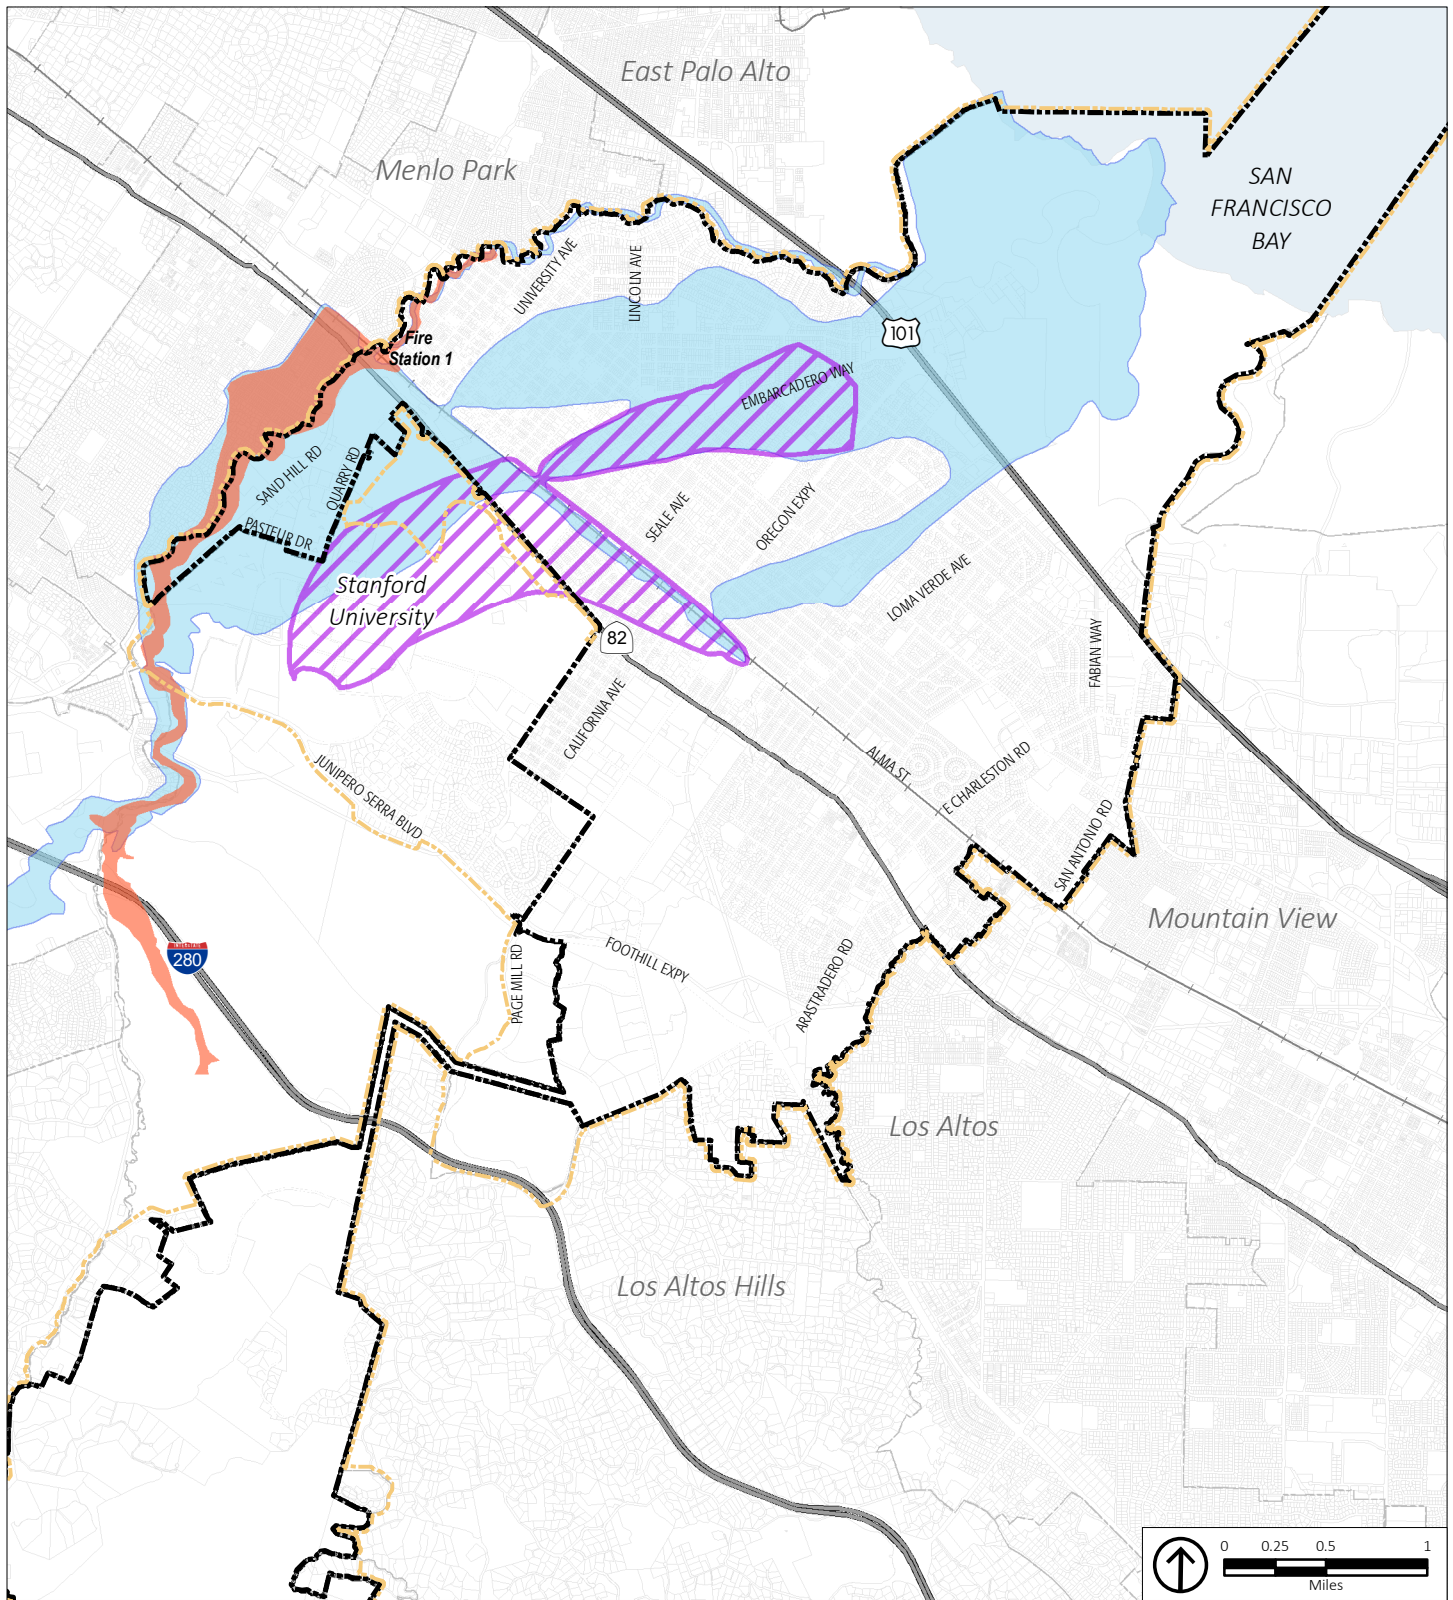 East Palo Alto
Menlo Park
SAN
FRANCISCO
BAY
UNIVERSITY AVE
LINCOLN AVE
101
Fire
Station 1
EMBARCADERO WAY
SAND HILL RD
QUARRY RD
PASTEUR DR
SEALE AVE
OREGON EXPY
Stanford
University
LOMA VERDE AVE
82
FABIAN WAY
CALIFORNIA AVE
JUNIPERO SERRA BLVD
ALMA ST
E CHARLESTON RD
SAN ANTONIO RD
Mountain View
INTERSTATE
280
PAGE MILL RD
FOOTHILL EXPY
ARASTRADERO RD
Los Altos
Los Altos Hills
0 0.25 0.5 1
Miles